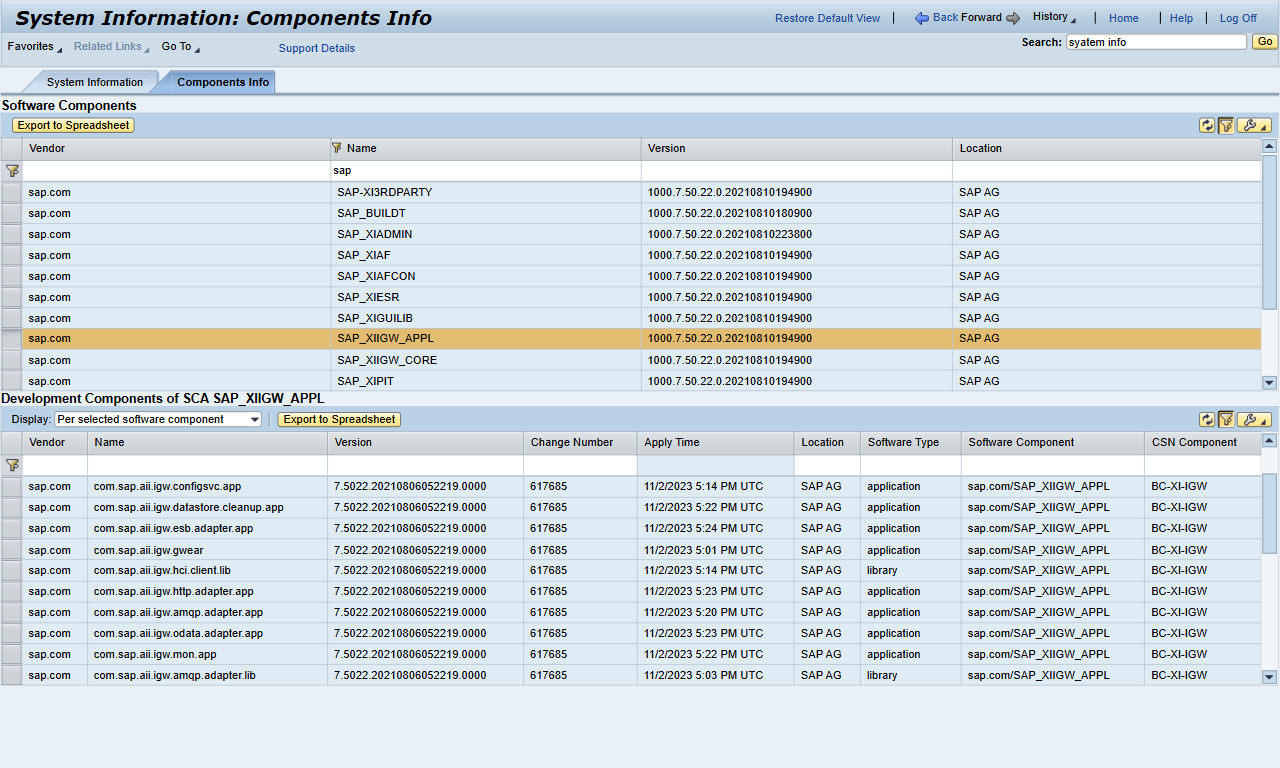 System Information: Components Info
Restore Default View | Back Forward History | Home | Help | Log Off
Favorites Related Links Go To Support Details
Search: syatem info Go
System Information Components Info
Software Components
Export to Spreadsheet
Vendor Name Version Location
sap
sap.com SAP-XI3RDPARTY 1000.7.50.22.0.20210810194900 SAP AG
sap.com SAP_BUILDT 1000.7.50.22.0.20210810180900 SAP AG
sap.com SAP_XIADMIN 1000.7.50.22.0.20210810223800 SAP AG
sap.com SAP_XIAF 1000.7.50.22.0.20210810194900 SAP AG
sap.com SAP_XIAFCON 1000.7.50.22.0.20210810194900 SAP AG
sap.com SAP_XIESR 1000.7.50.22.0.20210810194900 SAP AG
sap.com SAP_XIGUILIB 1000.7.50.22.0.20210810194900 SAP AG
sap.com SAP_XIIGW_APPL 1000.7.50.22.0.20210810194900 SAP AG
sap.com SAP_XIIGW_CORE 1000.7.50.22.0.20210810194900 SAP AG
sap.com SAP_XIPIT 1000.7.50.22.0.20210810194900 SAP AG
Development Components of SCA SAP_XIIGW_APPL
Display: Per selected software component Export to Spreadsheet
Vendor Name Version Change Number Apply Time Location Software Type Software Component CSN Component
sap.com com.sap.aii.igw.configsvc.app 7.5022.20210806052219.0000 617685 11/2/2023 5:14 PM UTC SAP AG application sap.com/SAP_XIIGW_APPL BC-XI-IGW
sap.com com.sap.aii.igw.datastore.cleanup.app 7.5022.20210806052219.0000 617685 11/2/2023 5:22 PM UTC SAP AG application sap.com/SAP_XIIGW_APPL BC-XI-IGW
sap.com com.sap.aii.igw.esb.adapter.app 7.5022.20210806052219.0000 617685 11/2/2023 5:24 PM UTC SAP AG application sap.com/SAP_XIIGW_APPL BC-XI-IGW
sap.com com.sap.aii.igw.gwear 7.5022.20210806052219.0000 617685 11/2/2023 5:01 PM UTC SAP AG application sap.com/SAP_XIIGW_APPL BC-XI-IGW
sap.com com.sap.aii.igw.hci.client.lib 7.5022.20210806052219.0000 617685 11/2/2023 5:14 PM UTC SAP AG library sap.com/SAP_XIIGW_APPL BC-XI-IGW
sap.com com.sap.aii.igw.http.adapter.app 7.5022.20210806052219.0000 617685 11/2/2023 5:23 PM UTC SAP AG application sap.com/SAP_XIIGW_APPL BC-XI-IGW
sap.com com.sap.aii.igw.amqp.adapter.app 7.5022.20210806052219.0000 617685 11/2/2023 5:20 PM UTC SAP AG application sap.com/SAP_XIIGW_APPL BC-XI-IGW
sap.com com.sap.aii.igw.odata.adapter.app 7.5022.20210806052219.0000 617685 11/2/2023 5:23 PM UTC SAP AG application sap.com/SAP_XIIGW_APPL BC-XI-IGW
sap.com com.sap.aii.igw.mon.app 7.5022.20210806052219.0000 617685 11/2/2023 5:22 PM UTC SAP AG application sap.com/SAP_XIIGW_APPL BC-XI-IGW
sap.com com.sap.aii.igw.amqp.adapter.lib 7.5022.20210806052219.0000 617685 11/2/2023 5:03 PM UTC SAP AG library sap.com/SAP_XIIGW_APPL BC-XI-IGW